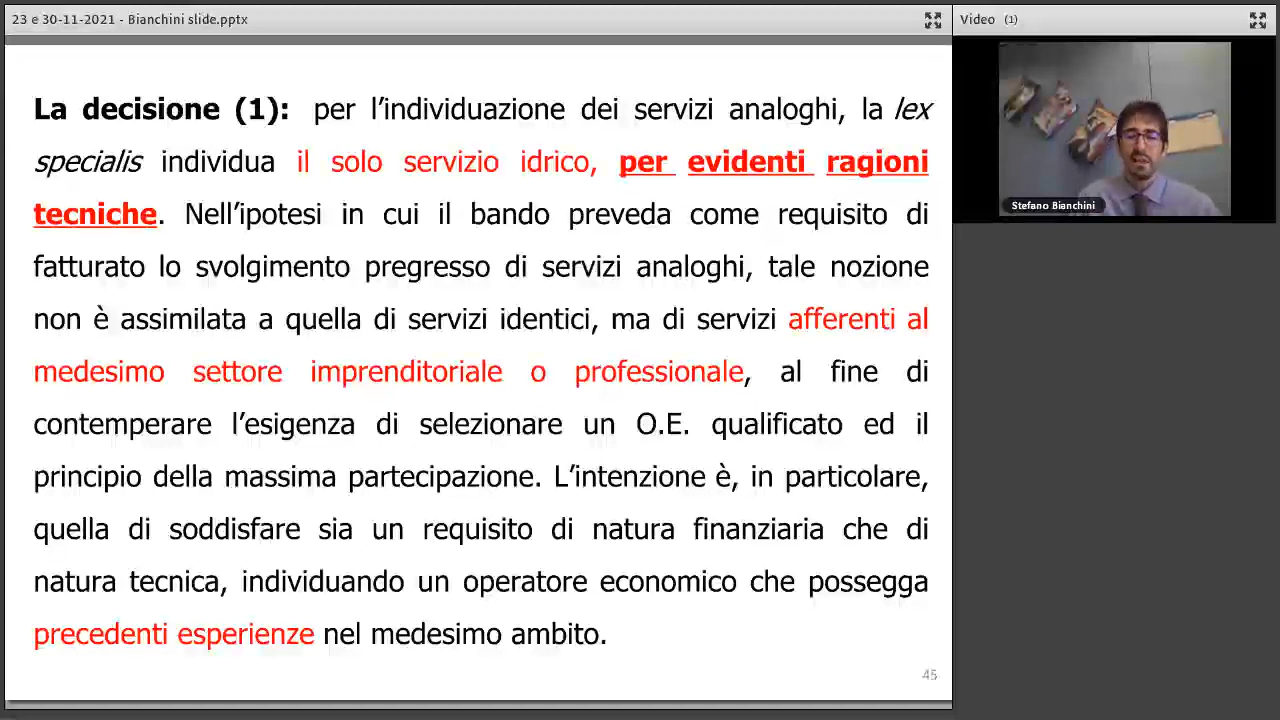 23 e 30-11-2021 - Bianchini slide.pptx
Video (1)
La decisione (1): per l’individuazione dei servizi analoghi, la lex
specialis individua il solo servizio idrico, per evidenti ragioni
tecniche. Nell’ipotesi in cui il bando preveda come requisito di
fatturato lo svolgimento pregresso di servizi analoghi, tale nozione
non è assimilata a quella di servizi identici, ma di servizi afferenti al
medesimo settore imprenditoriale o professionale, al fine di
contemperare l’esigenza di selezionare un O.E. qualificato ed il
principio della massima partecipazione. L’intenzione è, in particolare,
quella di soddisfare sia un requisito di natura finanziaria che di
natura tecnica, individuando un operatore economico che possegga
precedenti esperienze nel medesimo ambito.
45
Stefano Bianchini